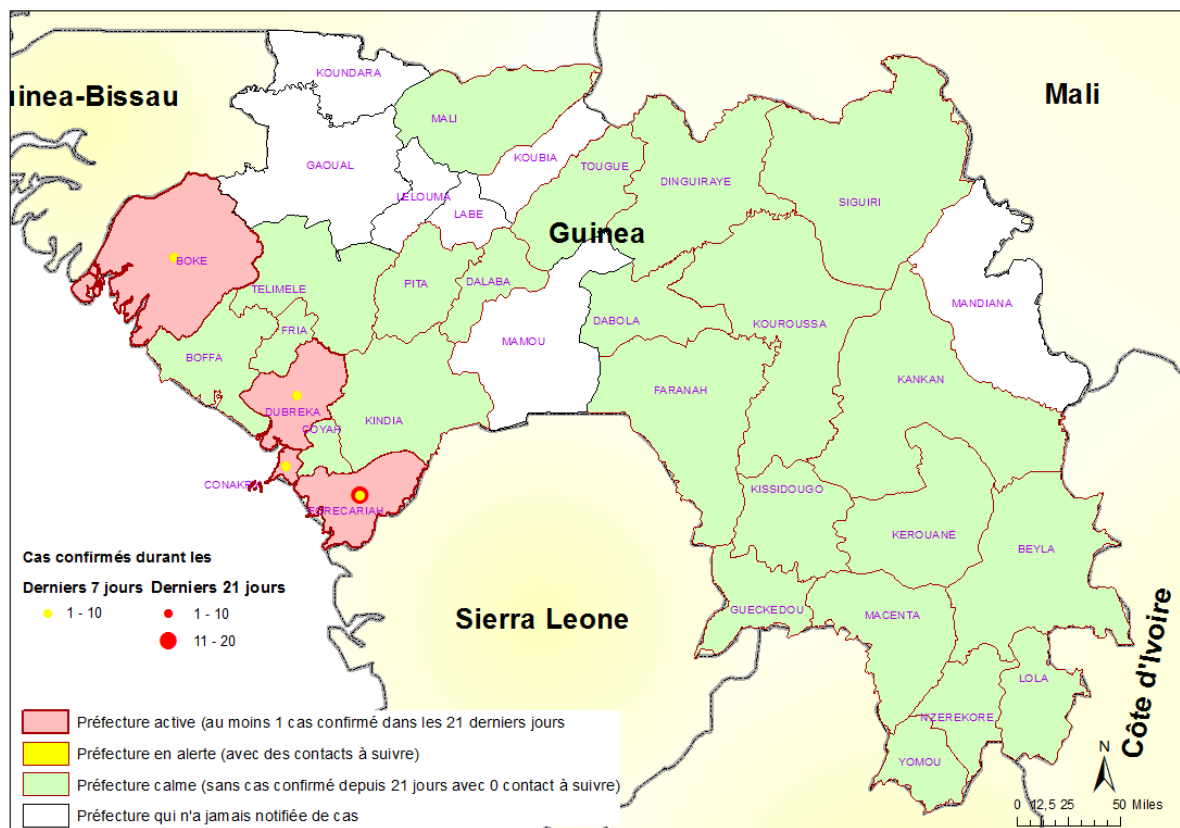 KOUNDARA
uinea-Bissau
Mali
MALI
KOUBIA
GAOUAL
TOUGUE
DINGUIRAYE
LELOUMA
LABE
SIGUIRI
Guinea
BOKE
TELIMELE
PITA
DALABA
MANDIANA
FRIA
DABOLA
KOUROUSSA
MAMOU
BOFFA
KANKAN
FARANAH
DUBREKA
COYAH
KINDIA
CONAKRY
KISSIDOUGO
FORECARIAH
KEROUANE
BEYLA
Cas confirmés durant les
Derniers 7 jours Derniers 21 jours
1 - 10 1 - 10
11 - 20
Sierra Leone
GUECKEDOU
MACENTA
Côte d'Ivoire
LOLA
N'ZEREKORE
YOMOU
Préfecture active (au moins 1 cas confirmé dans les 21 derniers jours
Préfecture en alerte (avec des contacts à suivre)
Préfecture calme (sans cas confirmé depuis 21 jours avec 0 contact à suivre)
Préfecture qui n'a jamais notifiée de cas
N
0 12,5 25 50 Miles